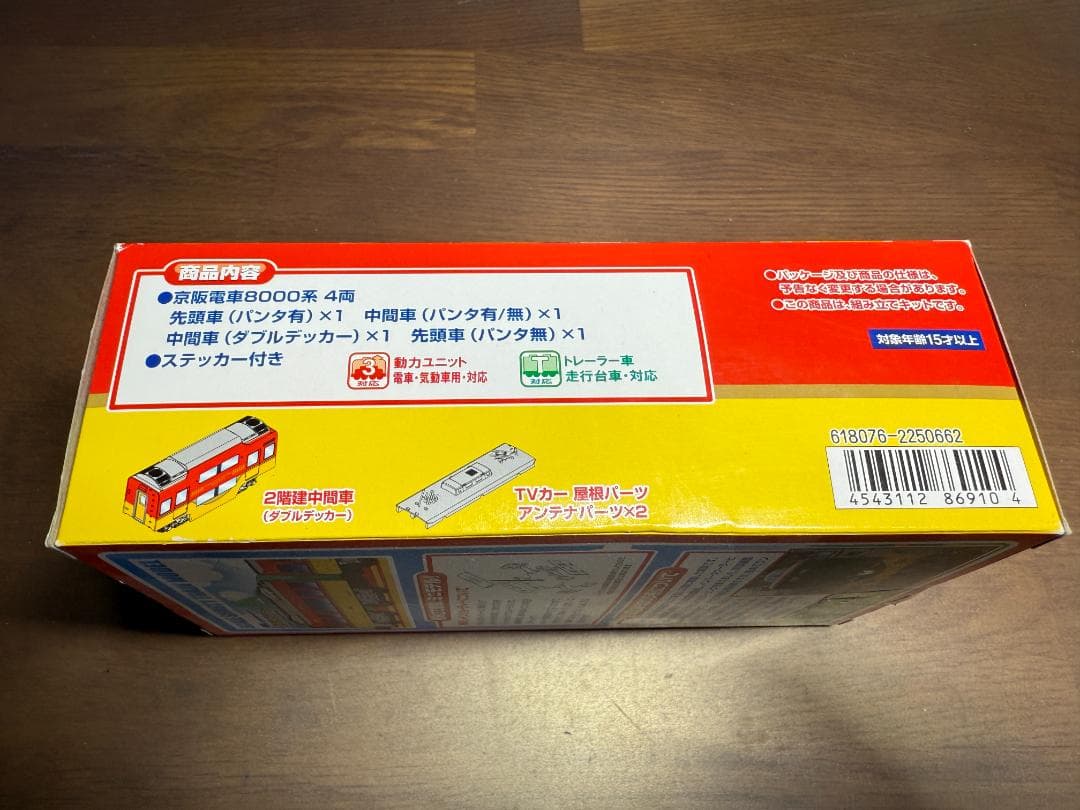 商品内容
●京阪電車8000系 4両
先頭車(パンタ有)×1 中間車(パンタ有/無)×1
中間車(ダブルデッカー)×1 先頭車(パンタ無)×1
●ステッカー付き
3
対応
動力ユニット
電車・気動車用・対応
T
対応
トレーラー車
走行台車・対応
●パッケージ及び商品の仕様は、
予告なく変更する場合があります。
●この商品は、組み立てキットです。
対象年齢15才以上
2階建中間車
(ダブルデッカー)
TVカー 屋根パーツ
アンテナパーツ×2
618076-2250662
4543112 86910 4